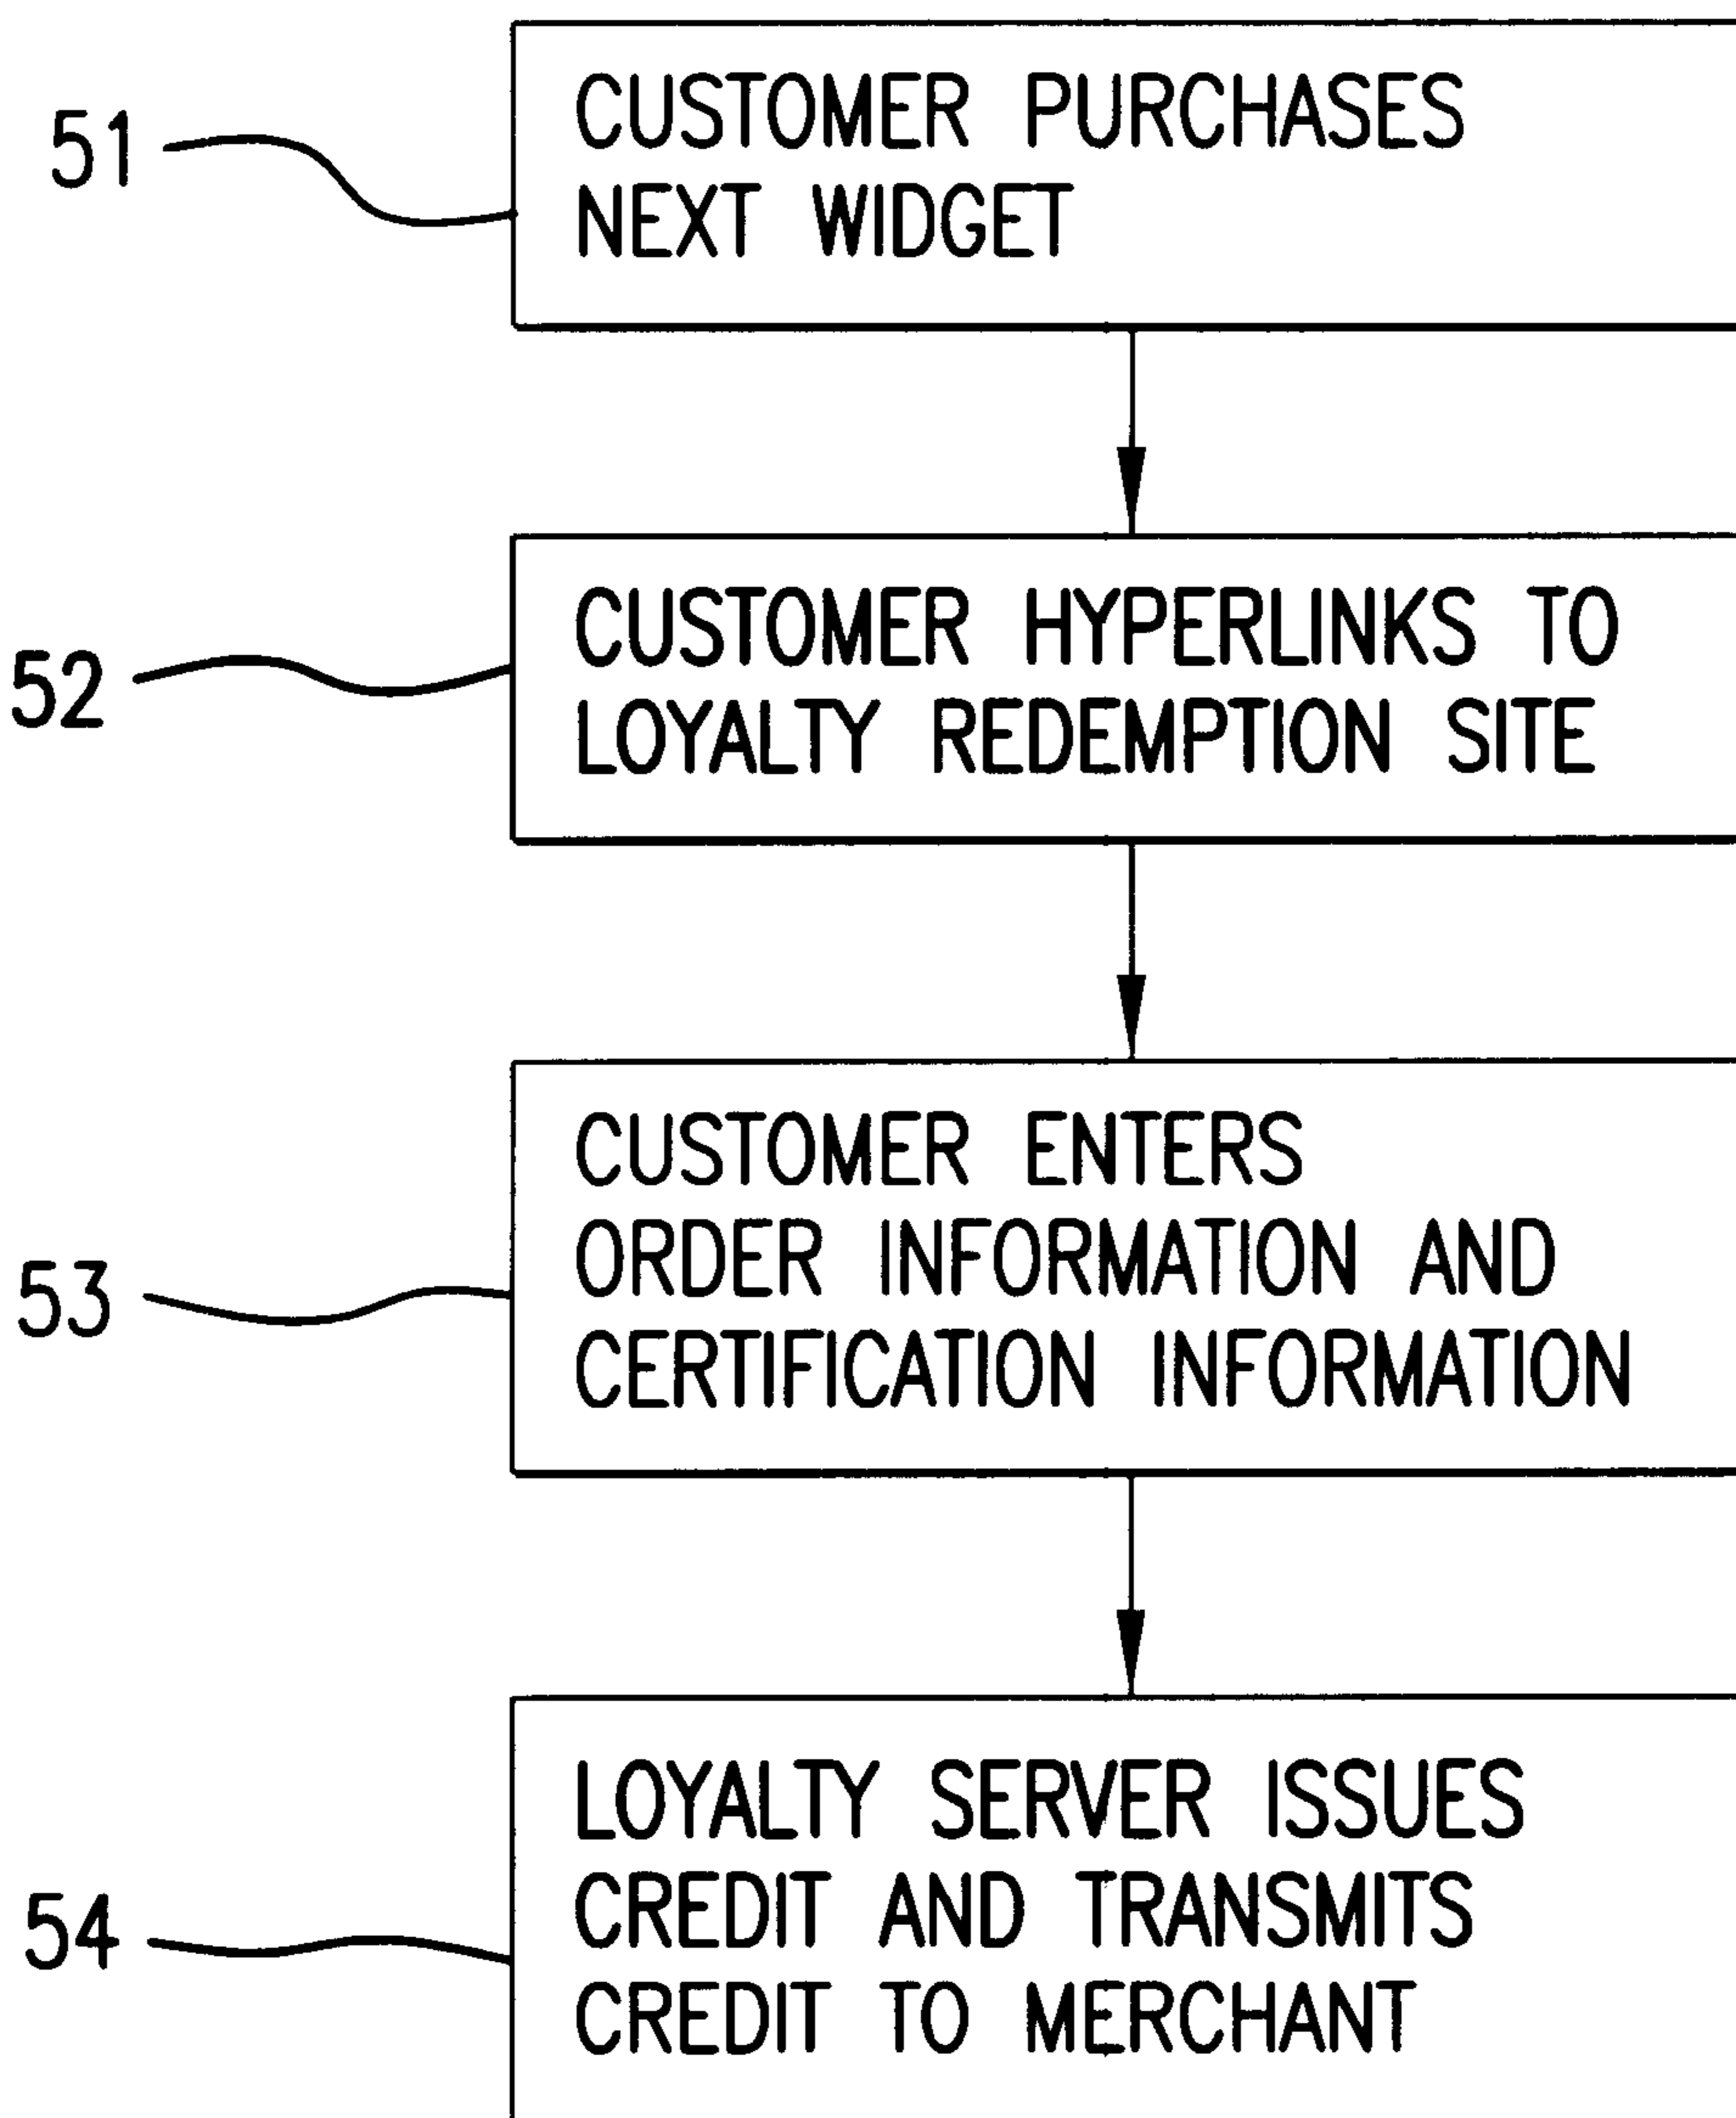 51
CUSTOMER PURCHASES
NEXT WIDGET
52
CUSTOMER HYPERLINKS TO
LOYALTY REDEMPTION SITE
53
CUSTOMER ENTERS
ORDER INFORMATION AND
CERTIFICATION INFORMATION
54
LOYALTY SERVER ISSUES
CREDIT AND TRANSMITS
CREDIT TO MERCHANT